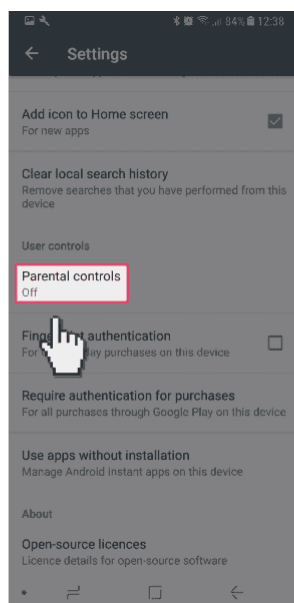 84% 12:38
Settings
Add icon to Home screen
For new apps
Clear local search history
Remove searches that you have performed from this
device
User controls
Parental controls
Off
authentication
purchases on this device
Require authentication for purchases
For all purchases through Google Play on this device
Use apps without installation
Manage Android instant apps on this device
About
Open-source licences
Licence details for open-source software